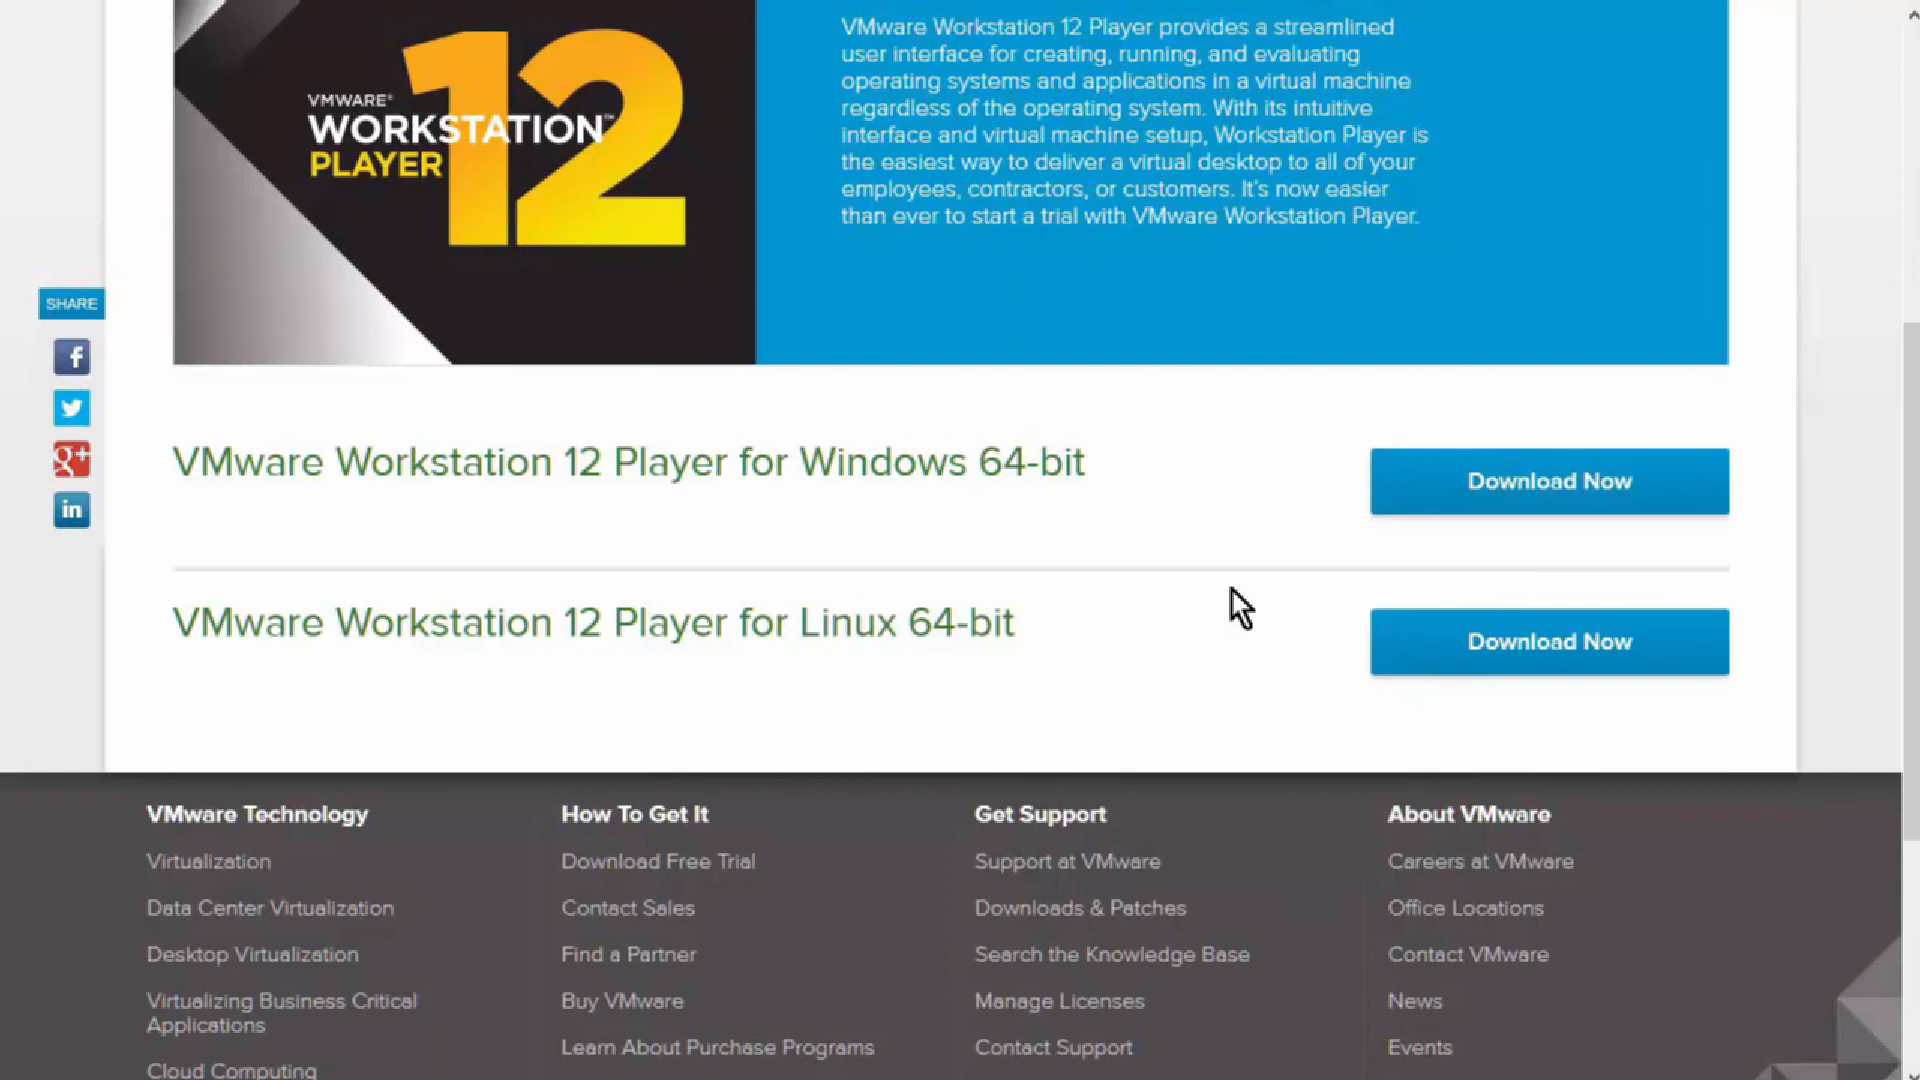 VMWARE®
WORKSTATION™
PLAYER
12
VMware Workstation 12 Player provides a streamlined
user interface for creating, running, and evaluating
operating systems and applications in a virtual machine
regardless of the operating system. With its intuitive
interface and virtual machine setup, Workstation Player is
the easiest way to deliver a virtual desktop to all of your
employees, contractors, or customers. It's now easier
than ever to start a trial with VMware Workstation Player.
SHARE
f
g+
in
VMware Workstation 12 Player for Windows 64-bit
Download Now
VMware Workstation 12 Player for Linux 64-bit
Download Now
VMware Technology
Virtualization
Data Center Virtualization
Desktop Virtualization
Virtualizing Business Critical
Applications
Cloud Computing
How To Get It
Download Free Trial
Contact Sales
Find a Partner
Buy VMware
Learn About Purchase Programs
Get Support
Support at VMware
Downloads & Patches
Search the Knowledge Base
Manage Licenses
Contact Support
About VMware
Careers at VMware
Office Locations
Contact VMware
News
Events